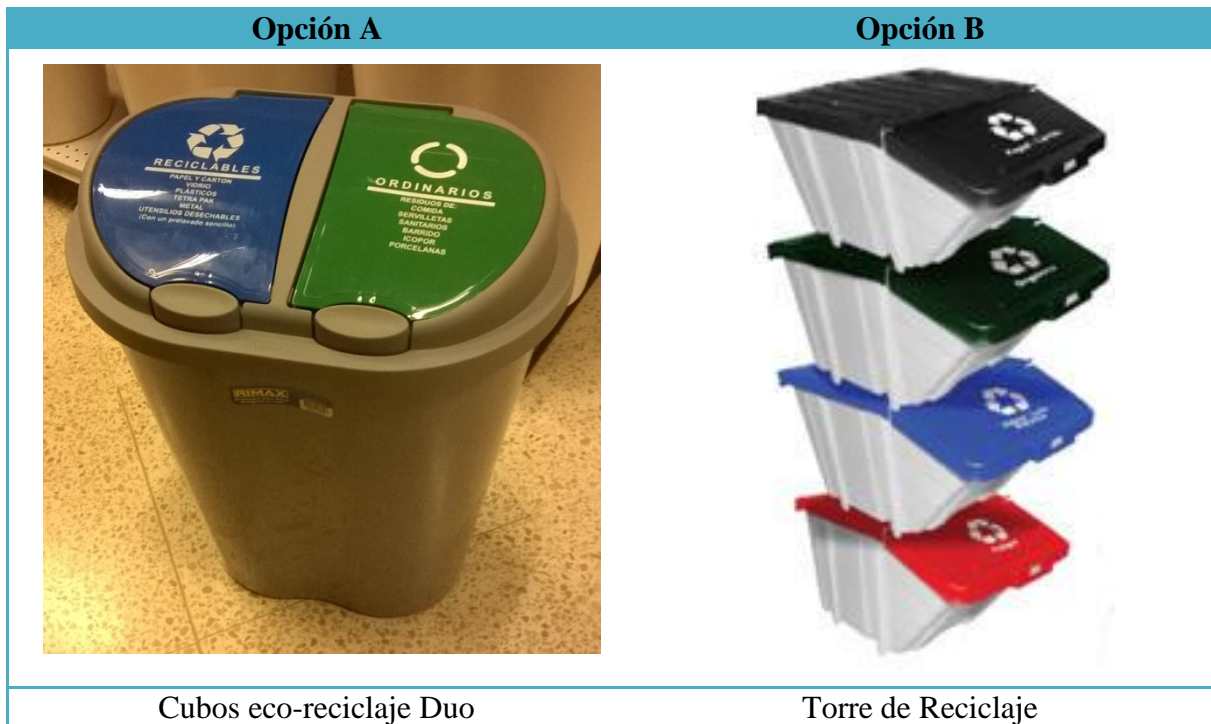 Opción A
Opción B
RECICLABLES
PAPEL Y CARTON
VIDRIO
PLÁSTICOS
TETRA PAK
METAL
UTENSILIOS DESECHABLES
(Con un prelavado sencillo)
ORDINARIOS
RESIDUOS DE:
COMIDA
SERVILLETAS
SANITARIOS
BARRIDO
ICOPOR
PORCELANAS
RIMAX
Cubos eco-reciclaje Duo
Torre de Reciclaje